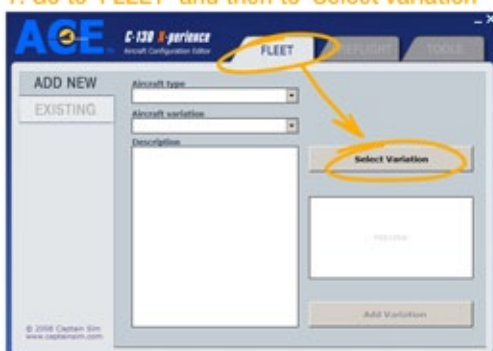 1. Go to "FLEET" and then to "Select Variation"
ACE
C-130 X-perience
Aircraft Configuration Editor
FLEET
PREFLIGHT
TOOLS
ADD NEW
EXISTING
Aircraft type
Aircraft variation
Description
Select Variation
Add Variation
© 2008 Captain Sim
www.captainsim.com